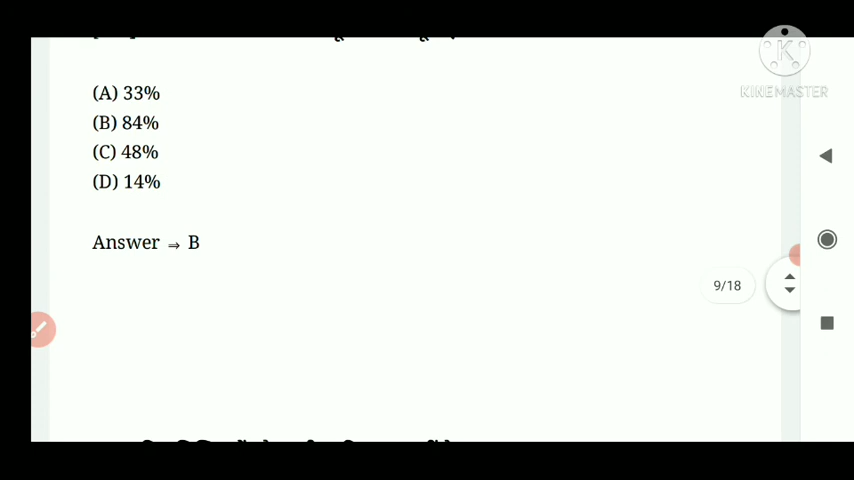 KINEMASTER
(A) 33%
(B) 84%
(C) 48%
(D) 14%
Answer ⇒ B
9/18